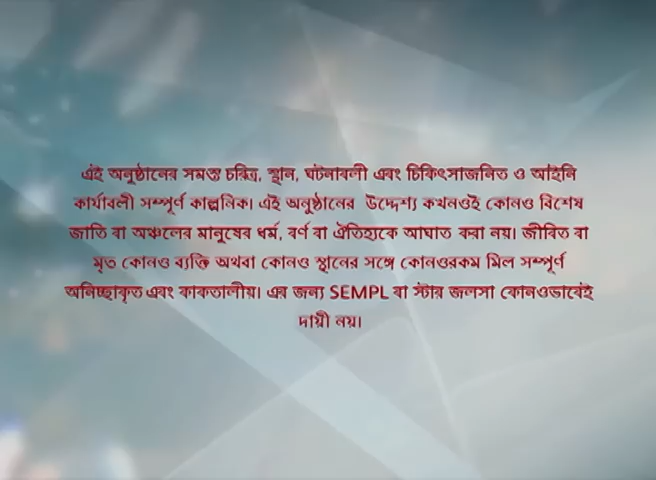 এই অনুষ্ঠানের সমস্ত চরিত্র, স্থান, ঘটনাবলী এবং চিকিৎসাজনিত ও আইনি
কার্যাবলী সম্পূর্ণ কাল্পনিক। এই অনুষ্ঠানের উদ্দেশ্য কখনওই কোনও বিশেষ
জাতি বা অঞ্চলের মানুষের ধর্ম, বর্ণ বা ঐতিহ্যকে আঘাত করা নয়। জীবিত বা
মৃত কোনও ব্যক্তি অথবা কোনও স্থানের সঙ্গে কোনওরকম মিল সম্পূর্ণ
অনিচ্ছাকৃত এবং কাকতালীয়। এর জন্য SEMPL বা স্টার জলসা কোনওভাবেই
দায়ী নয়।